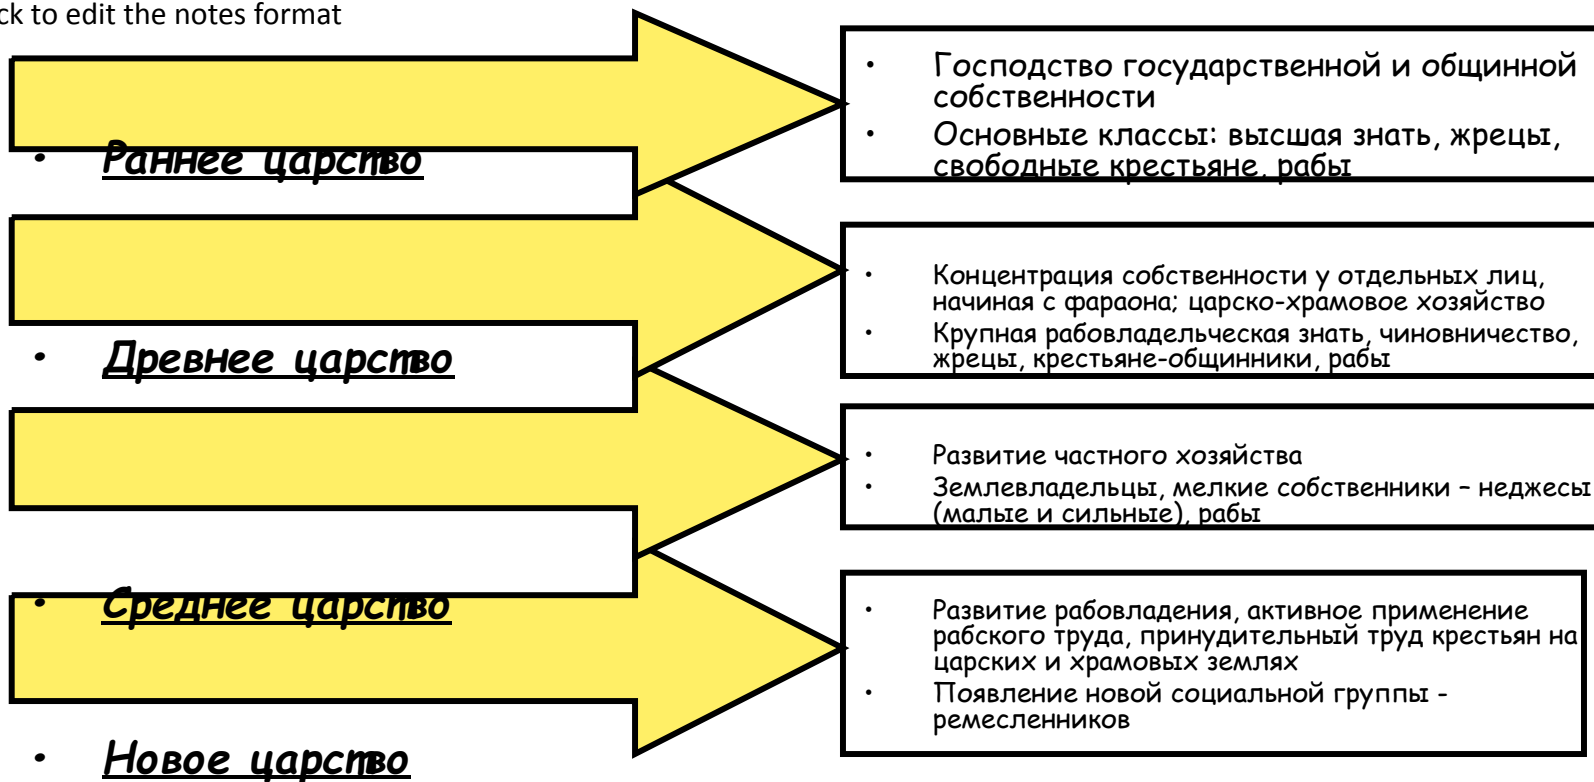 ck to edit the notes format
• Господство государственной и общинной
собственности
• Основные классы: высшая знать, жрецы,
свободные крестьяне, рабы
• Раннее царство
• Концентрация собственности у отдельных лиц,
начиная с фараона; царско-храмовое хозяйство
• Крупная рабовладельческая знать, чиновничество,
жрецы, крестьяне-общинники, рабы
• Древнее царство
• Развитие частного хозяйства
• Землевладельцы, мелкие собственники – неджесы
(малые и сильные), рабы
• Среднее царство
• Развитие рабовладения, активное применение
рабского труда, принудительный труд крестьян на
царских и храмовых землях
• Появление новой социальной группы -
ремесленников
• Новое царство